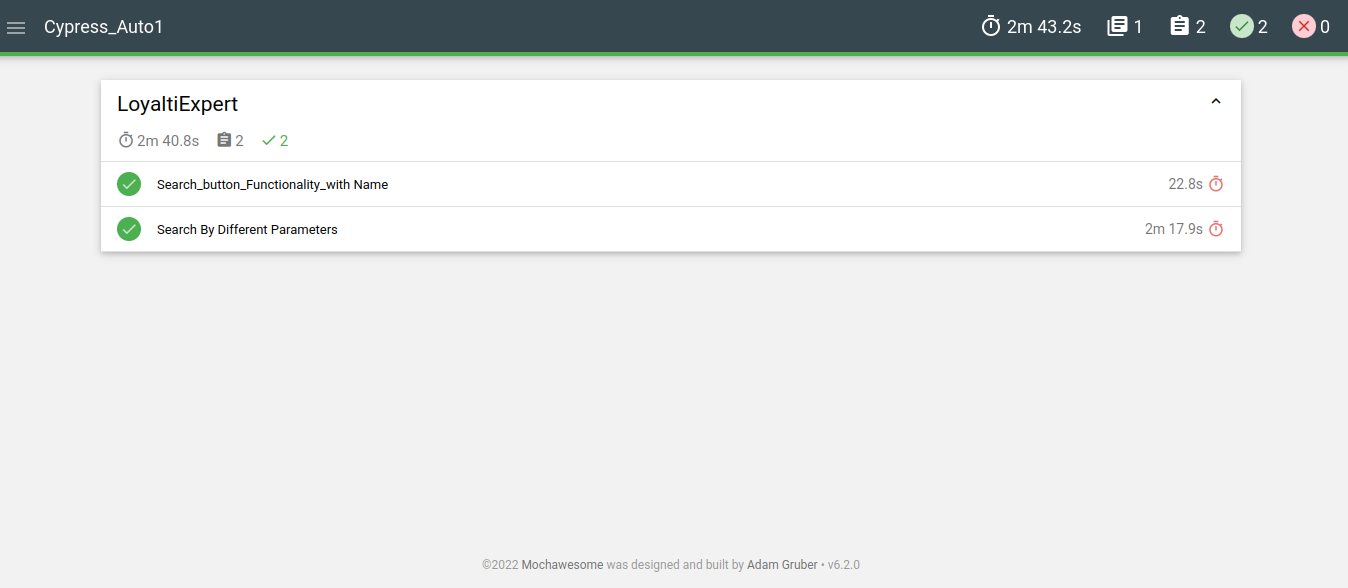 Cypress_Auto1 2m 43.2s 1 2 2 0
LoyaltiExpert
2m 40.8s 2 2
Search_button_Functionality_with Name 22.8s
Search By Different Parameters 2m 17.9s
©2022 Mochawesome was designed and built by Adam Gruber • v6.2.0